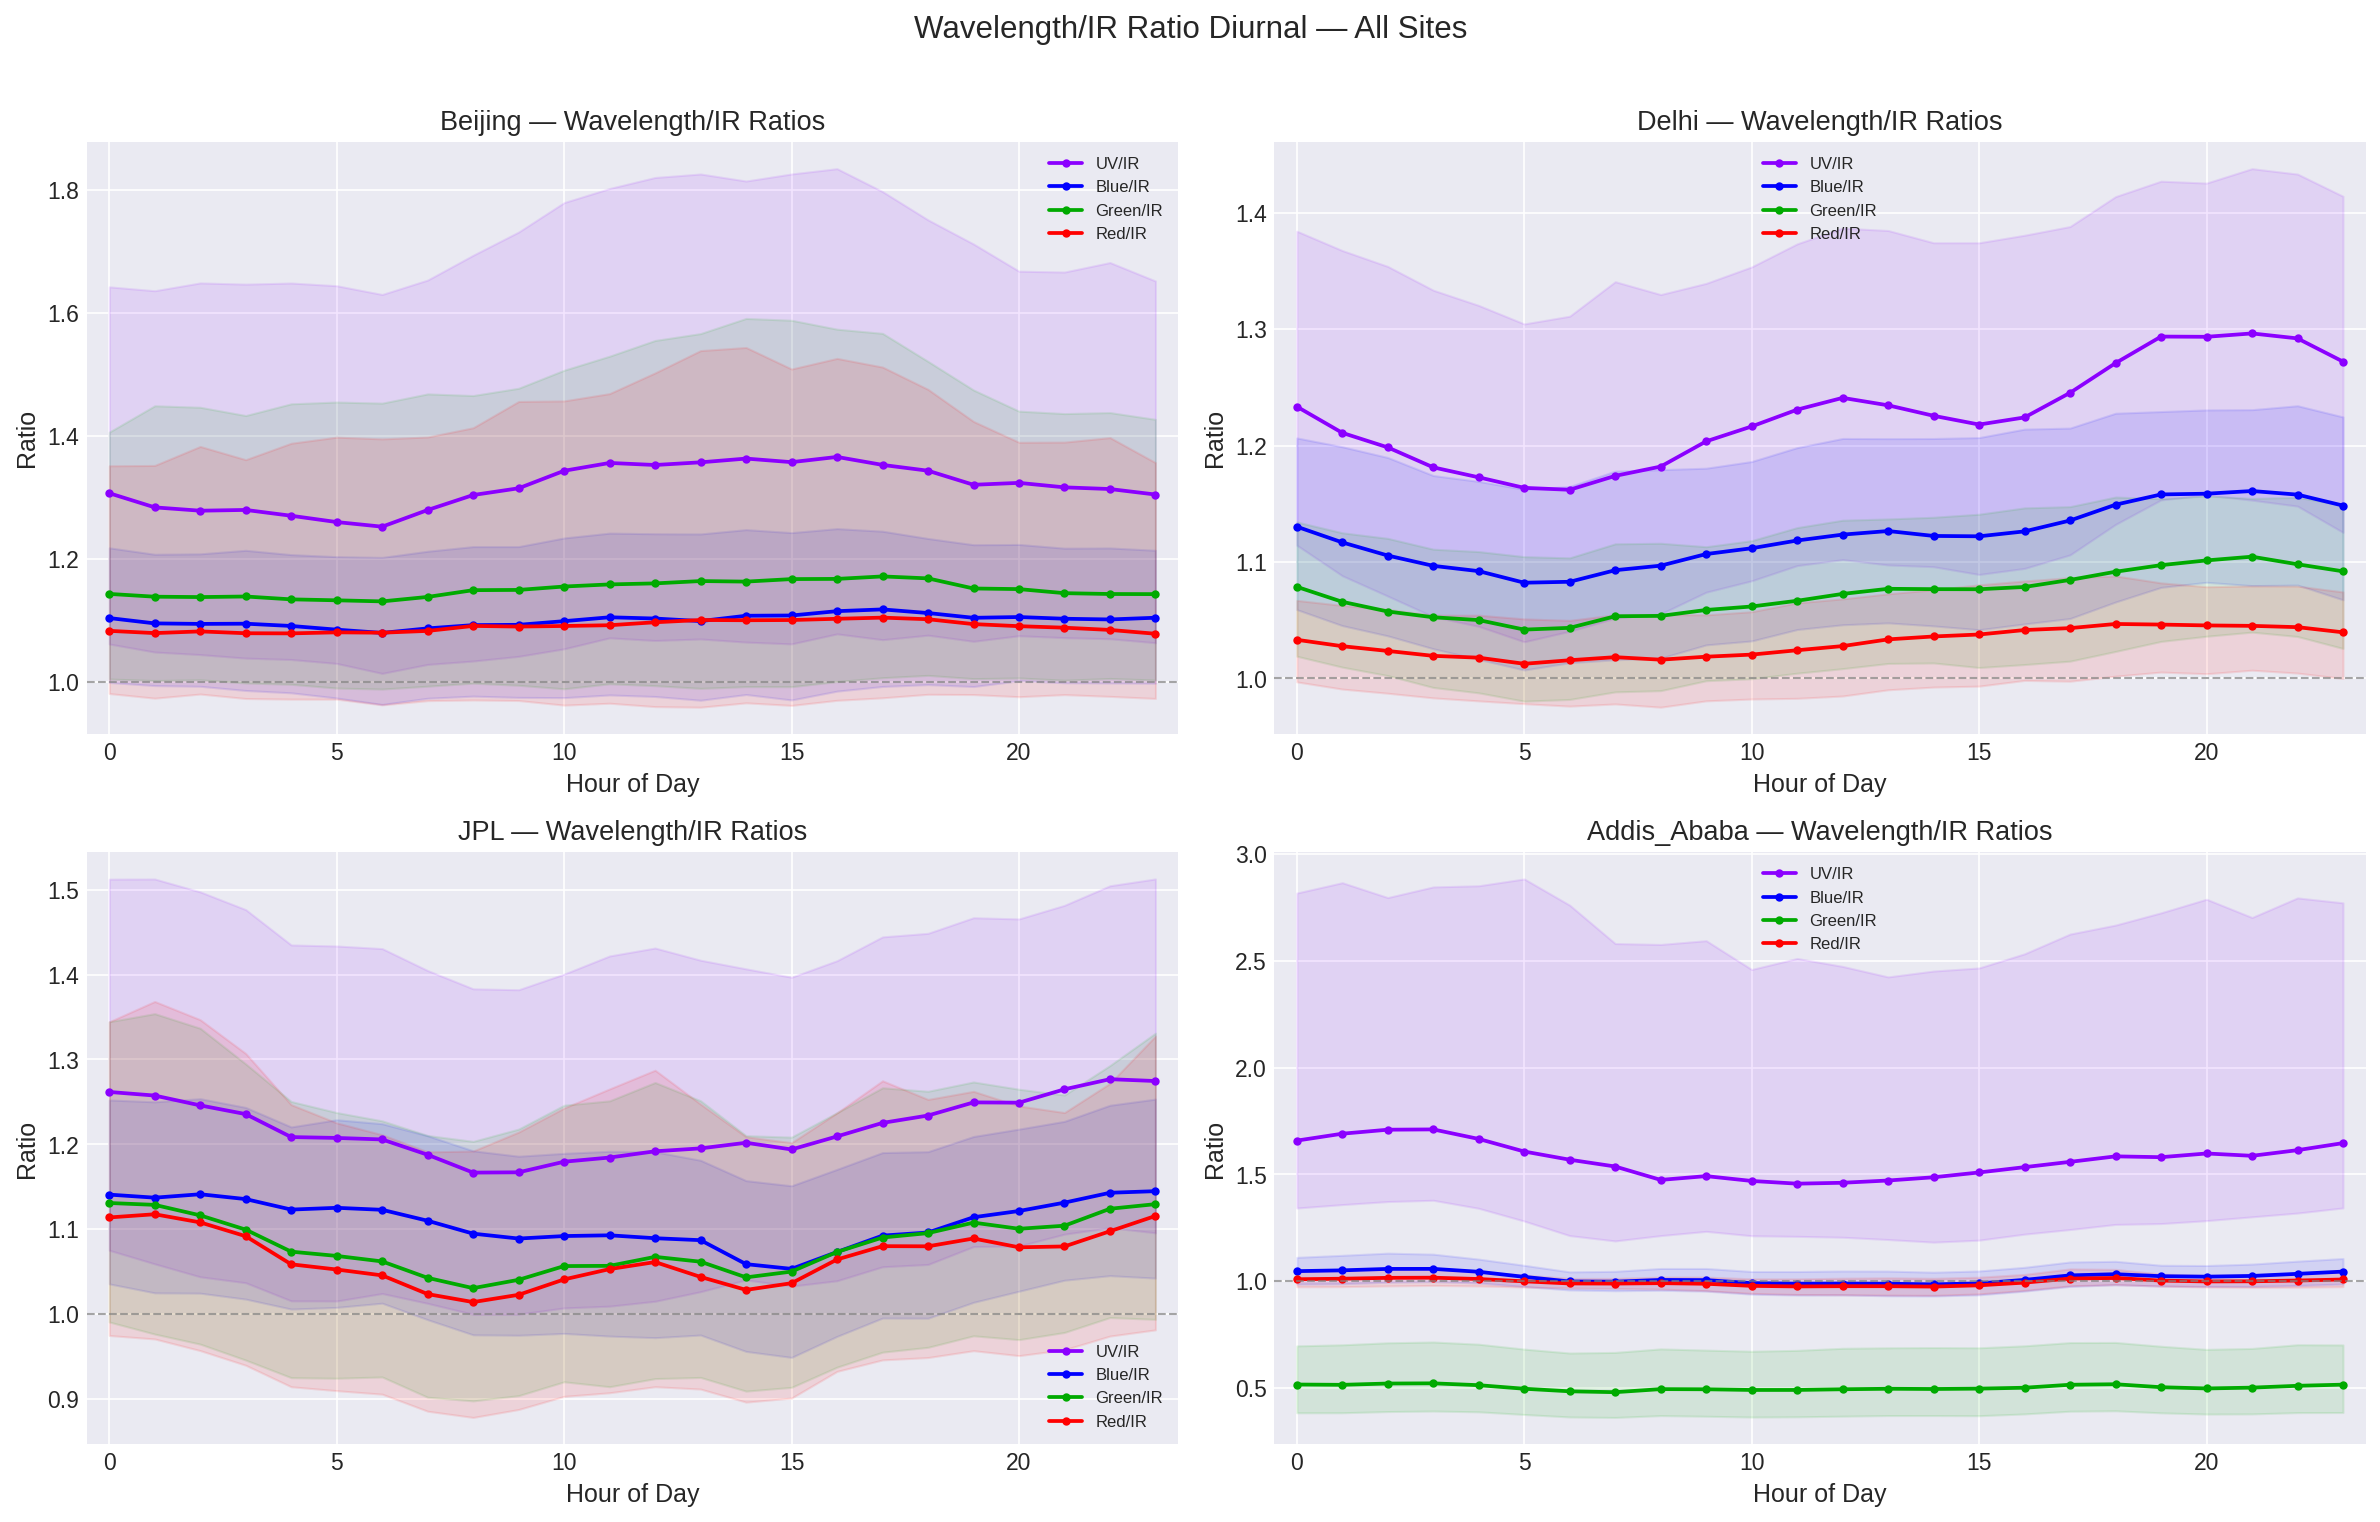 Wavelength/IR Ratio Diurnal — All Sites
Beijing — Wavelength/IR Ratios
UV/IR
Blue/IR
Green/IR
Red/IR
1.8
1.6
1.4
1.2
1.0
Ratio
0 5 10 15 20
Hour of Day
Delhi — Wavelength/IR Ratios
UV/IR
Blue/IR
Green/IR
Red/IR
1.4
1.3
1.2
1.1
1.0
Ratio
0 5 10 15 20
Hour of Day
JPL — Wavelength/IR Ratios
1.5
1.4
1.3
1.2
1.1
1.0
0.9
Ratio
UV/IR
Blue/IR
Green/IR
Red/IR
0 5 10 15 20
Hour of Day
Addis_Ababa — Wavelength/IR Ratios
UV/IR
Blue/IR
Green/IR
Red/IR
3.0
2.5
2.0
1.5
1.0
0.5
Ratio
0 5 10 15 20
Hour of Day